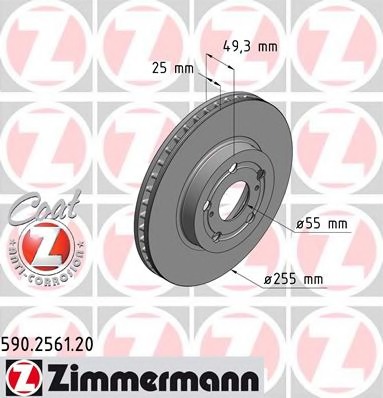 49,3 mm
25 mm
ø55 mm
ø255 mm
Coat
Z
ANTI-CORROSION
590.2561.20
Z Zimmermann